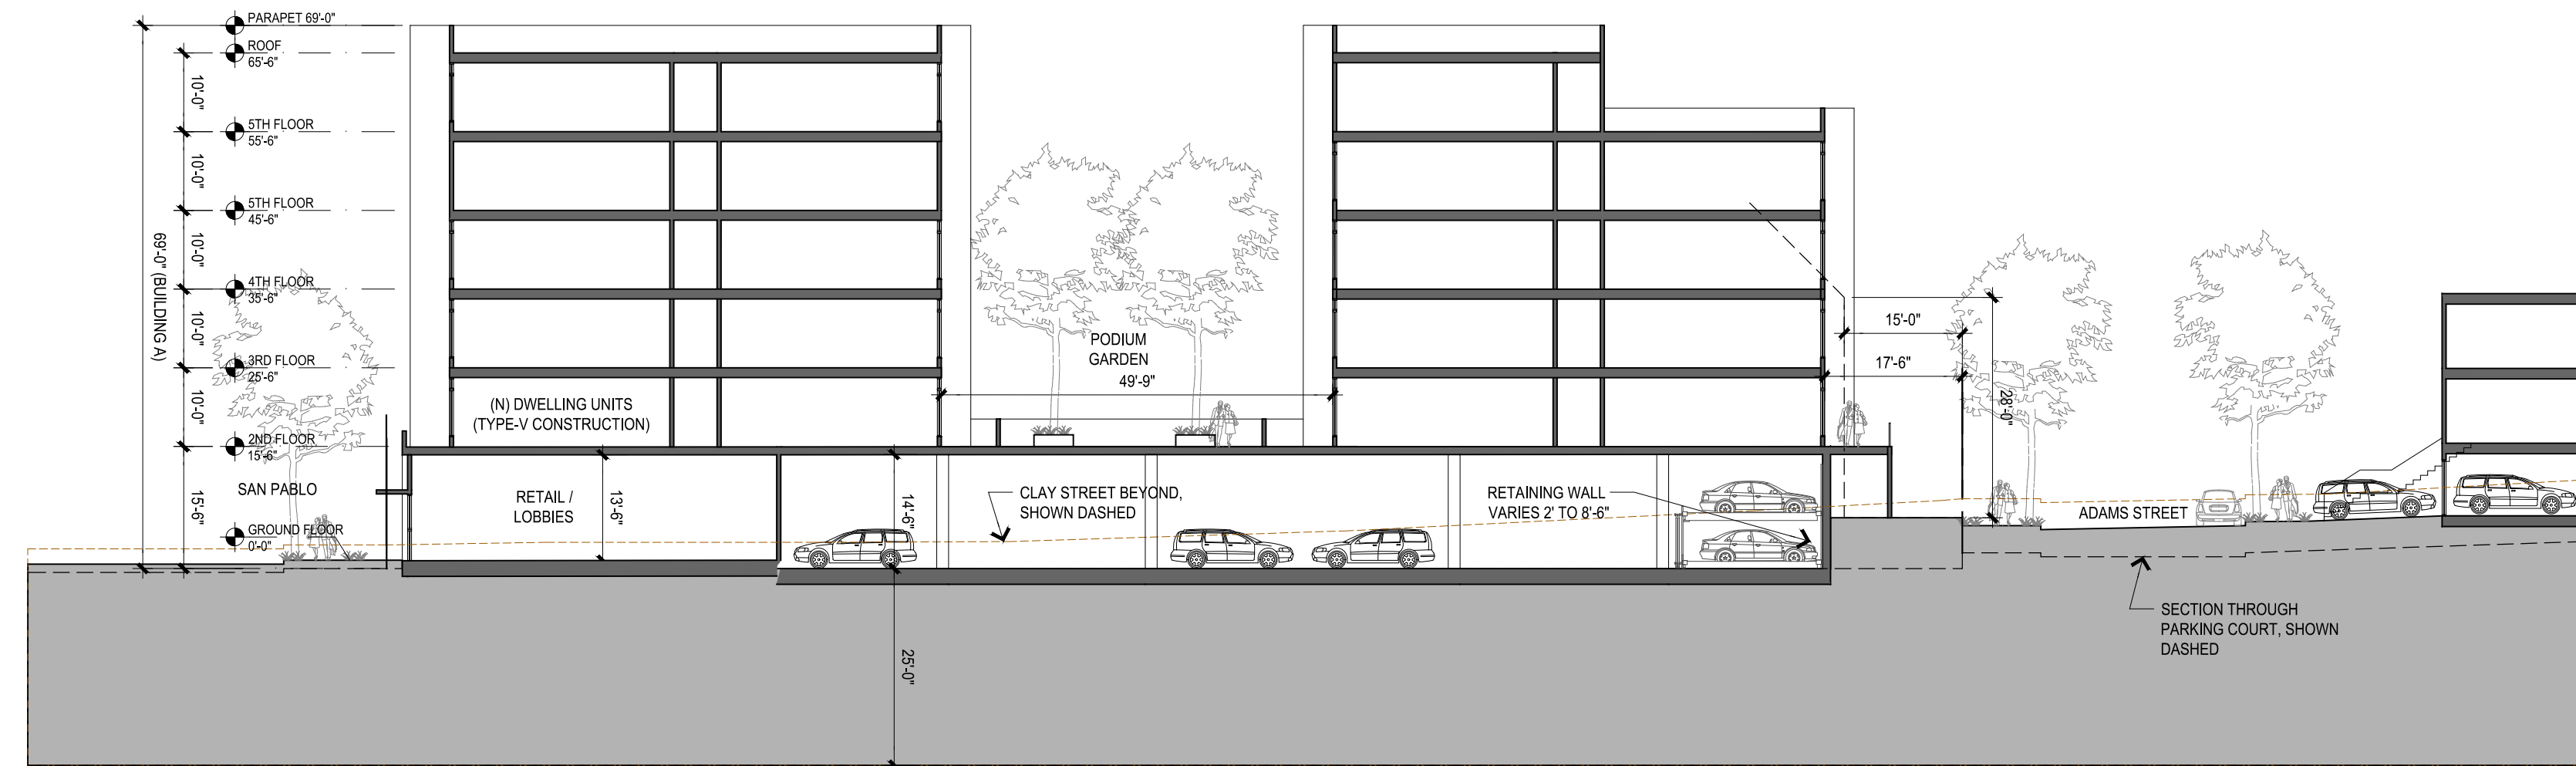 PARAPET 69'-0"
ROOF
65'-6"
10'-0"
5TH FLOOR
55'-6"
10'-0"
5TH FLOOR
45'-6"
10'-0"
69'-0" (BUILDING A)
4TH FLOOR
35'-6"
10'-0"
3RD FLOOR
25'-6"
10'-0"
2ND FLOOR
15'-6"
SAN PABLO
15'-6"
GROUND FLOOR
0'-0"
(N) DWELLING UNITS
(TYPE-V CONSTRUCTION)
RETAIL /
LOBBIES
13'-6"
14'-6"
25'-0"
PODIUM
GARDEN
49'-9"
CLAY STREET BEYOND,
SHOWN DASHED
RETAINING WALL
VARIES 2' TO 8'-6"
15'-0"
17'-6"
28'-0"
ADAMS STREET
SECTION THROUGH
PARKING COURT, SHOWN
DASHED